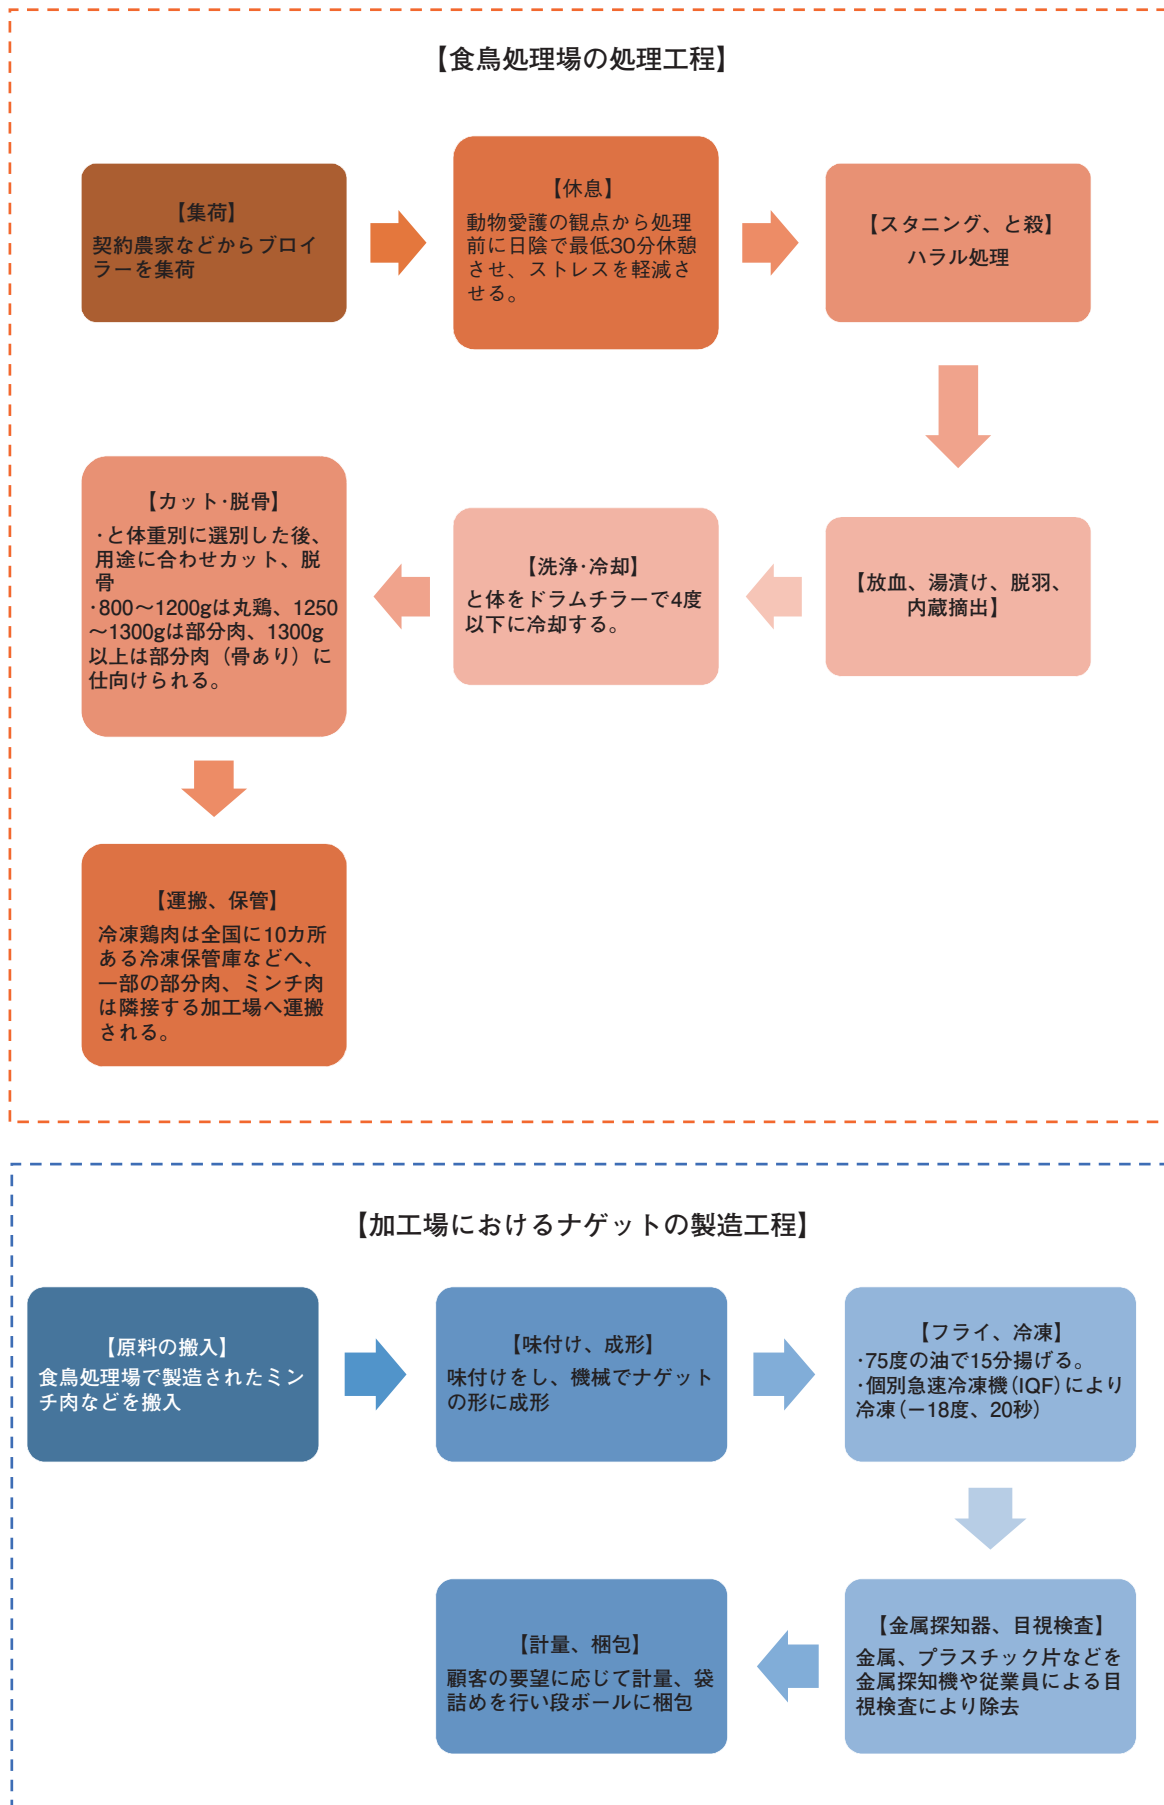 【食鳥処理場の処理工程】
【集荷】
契約農家などからブロイ
ラーを集荷
【休息】
動物愛護の観点から処理
前に日陰で最低30分休憩
させ、ストレスを軽減さ
せる。
【スタニング、と殺】
ハラル処理
【放血、湯漬け、脱羽、
内蔵摘出】
【洗浄・冷却】
と体をドラムチラーで4度
以下に冷却する。
【カット・脱骨】
・と体重別に選別した後、
用途に合わせカット、脱
骨
・800～1200gは丸鶏、1250
～1300gは部分肉、1300g
以上は部分肉（骨あり）に
仕向けられる。
【運搬、保管】
冷凍鶏肉は全国に10カ所
ある冷凍保管庫などへ、
一部の部分肉、ミンチ肉
は隣接する加工場へ運搬
される。
【加工場におけるナゲットの製造工程】
【原料の搬入】
食鳥処理場で製造されたミン
チ肉などを搬入
【味付け、成形】
味付けをし、機械でナゲット
の形に成形
【フライ、冷凍】
・75度の油で15分揚げる。
・個別急速冷凍機（IQF）により
冷凍（－18度、20秒）
【金属探知器、目視検査】
金属、プラスチック片などを
金属探知機や従業員による目
視検査により除去
【計量、梱包】
顧客の要望に応じて計量、袋
詰めを行い段ボールに梱包